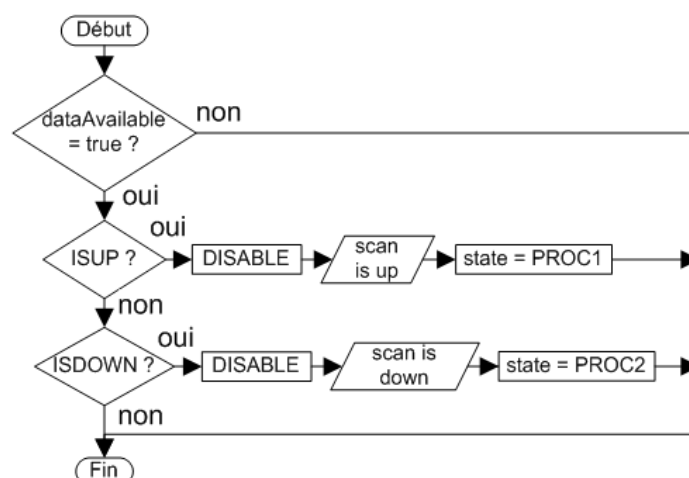 Début
dataAvailable
= true ?
non
oui
ISUP ?
oui
DISABLE
scan
is up
state = PROC1
non
ISDOWN ?
oui
DISABLE
scan is
down
state = PROC2
non
Fin